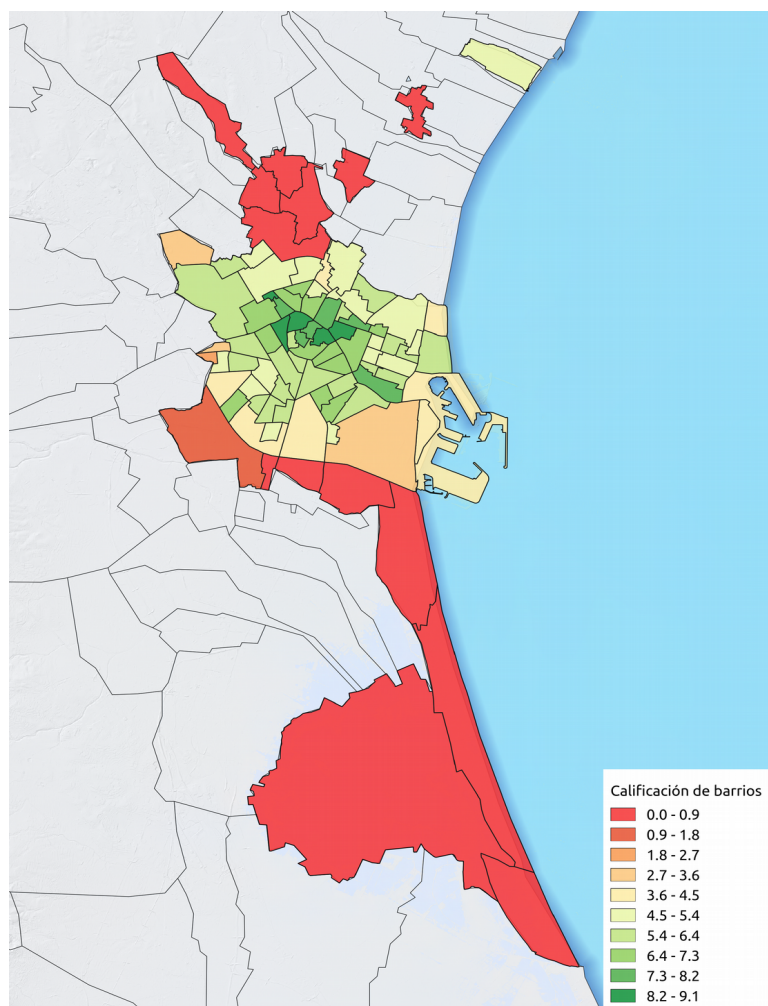 Calificación de barrios
0.0 - 0.9
0.9 - 1.8
1.8 - 2.7
2.7 - 3.6
3.6 - 4.5
4.5 - 5.4
5.4 - 6.4
6.4 - 7.3
7.3 - 8.2
8.2 - 9.1